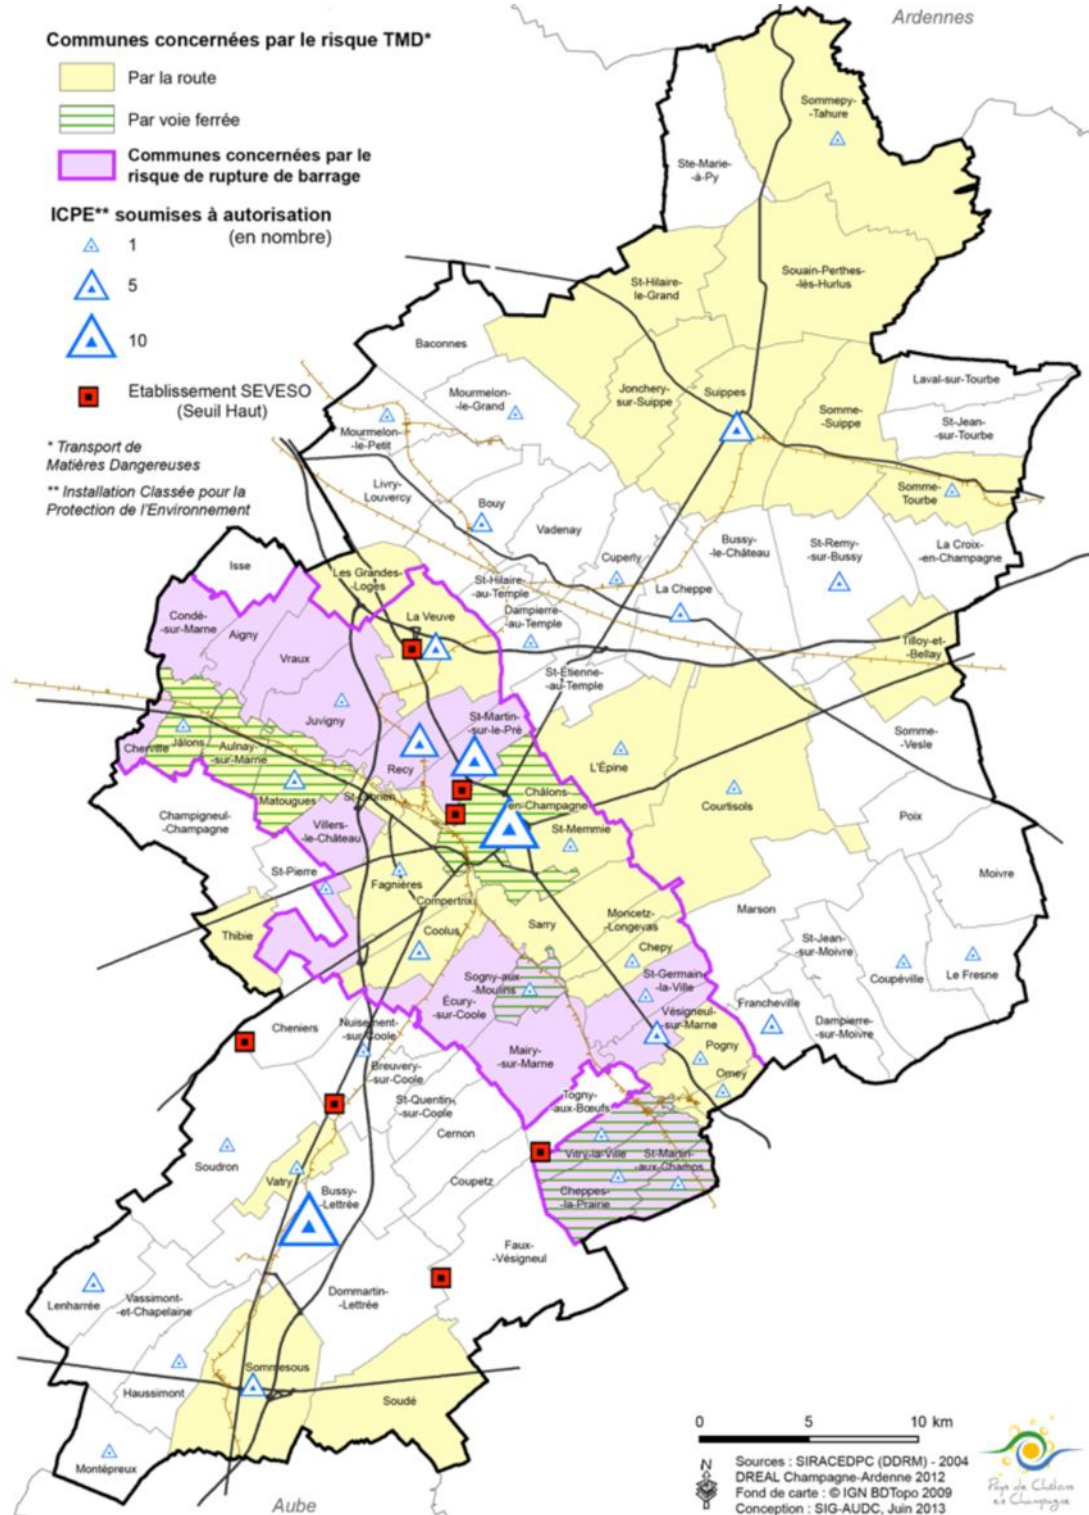 Ardennes
Communes concernées par le risque TMD*
Par la route
Par voie ferrée
Communes concernées par le
risque de rupture de barrage
ICPE** soumises à autorisation
(en nombre)
1
5
10
Etablissement SEVESO
(Seuil Haut)
* Transport de
Matières Dangereuses
** Installation Classée pour la
Protection de l'Environnement
Sommepy-
-Tahure
Ste-Marie-
-à-Py
St-Hilaire-
le-Grand
Souain-Perthes-
-lès-Hurlus
Baconnes
Mourmelon-
-le-Grand
Jonchery-
sur-Suippe
Suippes
Somme-
-Suippe
Laval-sur-Tourbe
St-Jean-
-sur-Tourbe
Mourmelon-
-le-Petit
Livry-
Louvercy
Bouy
Vadenay
Somme-
Tourbe
Cuperly
Bussy-
-le-Château
St-Remy-
-sur-Bussy
La Croix-
-en-Champagne
Isse
Les Grandes-
-Loges
St-Hilaire-
au-Temple
La Cheppe
Condé-
-sur-Marne
Aigny
Vraux
La Veuve
Dampierre-
-au-Temple
St-Etienne-
-au-Temple
Tilloy-et-
-Bellay
Juvigny
St-Martin-
-sur-le-Pré
Somme-
-Vesle
Cherville
Jâlons
Aulnay-
-sur-Marne
Recy
L'Épine
Matougues
St-Gibrien
Châlons-
-en-Champagne
Courtisols
Champigneul-
-Champagne
Villers-
-le-Château
St-Memmie
Poix
St-Pierre
Fagnières
Compertrix
Moivre
Thibie
Coolus
Sarry
Moncetz-
-Longevas
Marson
Chepy
St-Jean-
-sur-Moivre
Sogny-aux-
-Moulins
St-Germain-
-la-Ville
Coupéville
Le Fresne
Écury-
-sur-Coole
Vésigneul-
-sur-Marne
Francheville
Cheniers
Nuisement-
-sur-Coole
Dampierre-
-sur-Moivre
Mairy-
-sur-Marne
Pogny
Breuvery-
-sur-Coole
Omey
St-Quentin-
-sur-Coole
Togny-
-aux-Bœufs
Cernon
Soudron
Vatry
Vitry-la-Ville
St-Martin-
-aux-Champs
Bussy-
-Lettrée
Coupetz
Cheppes-
-la-Prairie
Faux-
-Vésigneul
Lenharrée
Vassimont-
-et-Chapelaine
Dommartin-
-Lettrée
Haussimont
Sommesous
Soudé
Montépreux
Aube
0 5 10 km
N
Sources : SIRACEDPC (DDRM) - 2004
DREAL Champagne-Ardenne 2012
Fond de carte : © IGN BDTopo 2009
Conception : SIG-AUDC, Juin 2013
Pays de Châlons
en Champagne